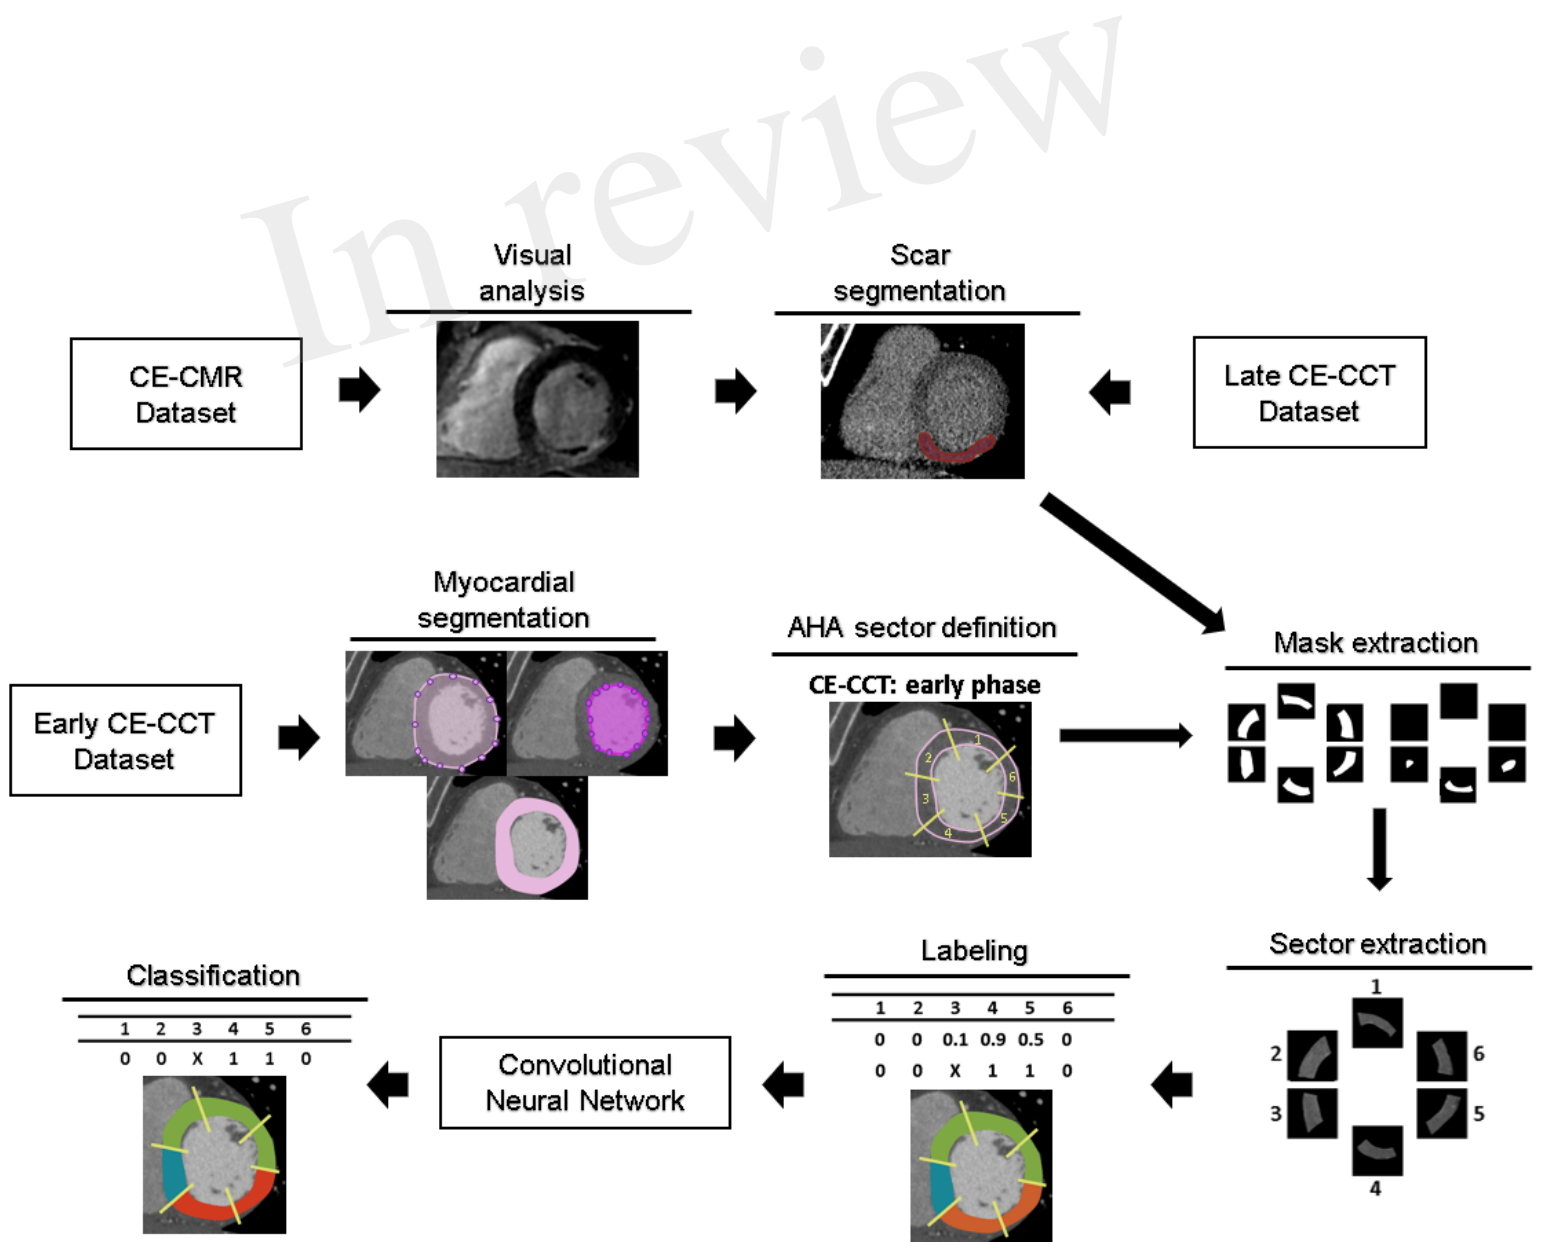 In review
Visual
analysis
Scar
segmentation
CE-CMR
Dataset
Late CE-CCT
Dataset
Myocardial
segmentation
AHA sector definition
CE-CCT: early phase
1
2
6
3
5
4
Mask extraction
Early CE-CCT
Dataset
Sector extraction
1
2
6
3
5
4
Labeling
1 2 3 4 5 6
0 0 0.1 0.9 0.5 0
0 0 X 1 1 0
Convolutional
Neural Network
Classification
1 2 3 4 5 6
0 0 X 1 1 0